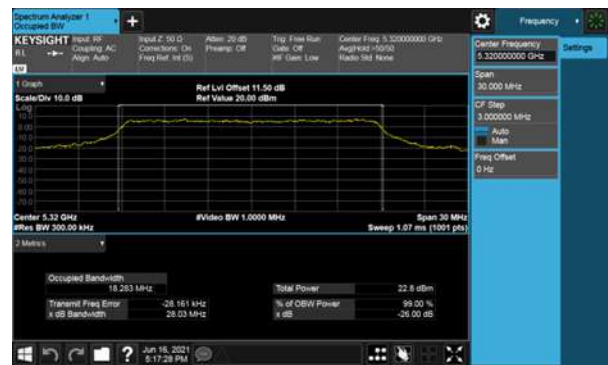 Spectrum Analyzer 1
Occupied BW
Frequency
KEYSIGHT
Input: RF
Coupling: AC
Align: Auto
Input Z: 50 Ω
Corrections: On
Freq Ref: Int (S)
Atten: 20 dB
Preamp: Off
Trig: Free Run
Gate: Off
#IF Gain: Low
Center Freq: 5.320000000 GHz
Avg|Hold: >50/50
Radio Std: None
Center Frequency
5.320000000 GHz
Settings
Span
30.000 MHz
CF Step
3.000000 MHz
Auto
Man
Freq Offset
0 Hz
1 Graph
Scale/Div 10.0 dB
Ref Lvl Offset 11.50 dB
Ref Value 20.00 dBm
Log
10.0
Center 5.32 GHz
#Res BW 300.00 kHz
#Video BW 1.0000 MHz
Span 30 MHz
Sweep 1.07 ms (1001 pts)
2 Metrics
Occupied Bandwidth
18.283 MHz
Total Power
22.8 dBm
Transmit Freq Error
-28.161 kHz
% of OBW Power
99.00 %
x dB Bandwidth
28.03 MHz
x dB
-26.00 dB
?
Jun 16, 2021
5:17:28 PM